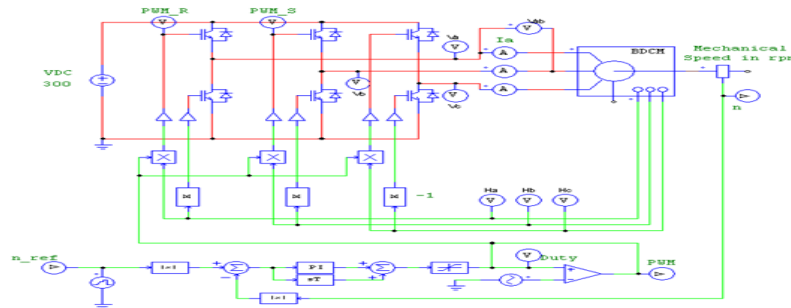 PWM_R
PWM_S
Va
Vab
Ia
BDCM
Mechanical
Speed in rpm
VDC
300
Vb
Vc
n
-1
Ha
Hb
Hc
n_ref
|x|
PI
sT
Duty
PWM
|x|